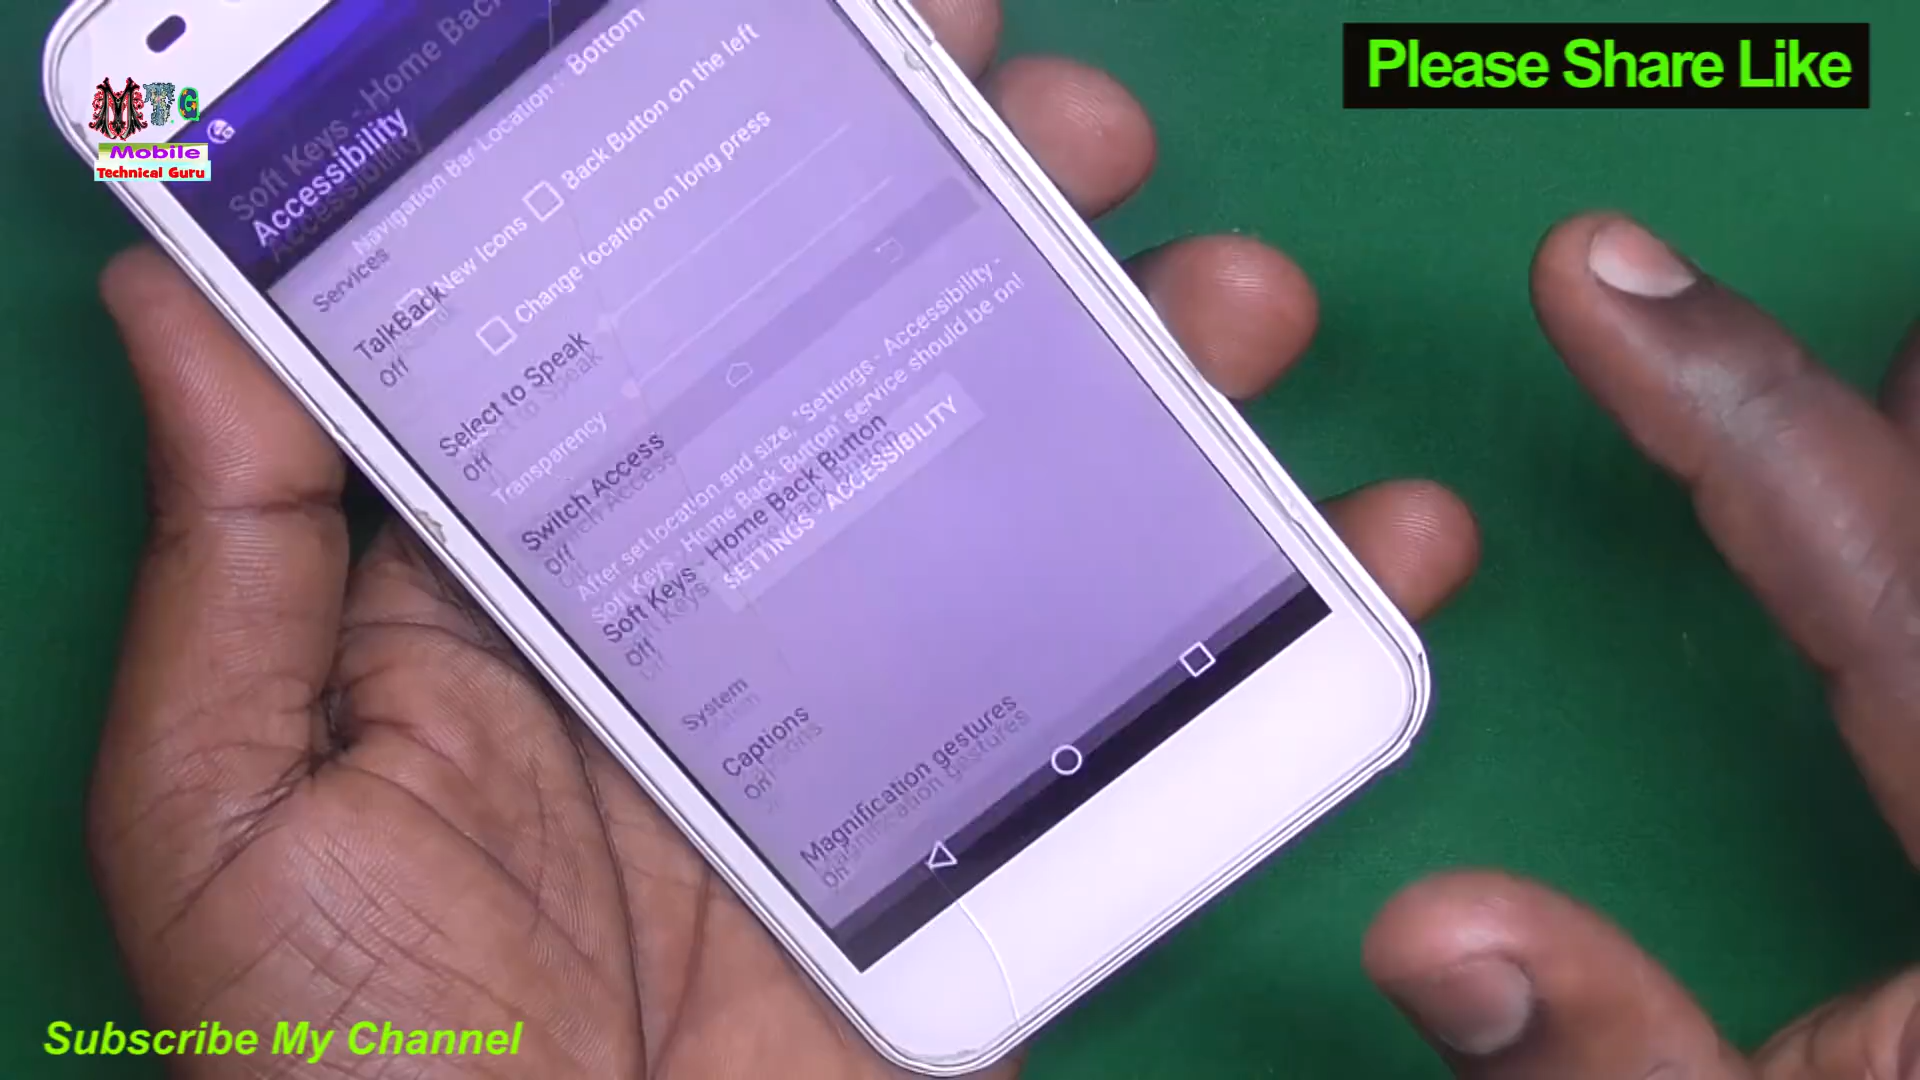 Please Share Like
MTG
Mobile
Technical Guru
Soft Keys - Home Back
Accessibility
Navigation Bar Location : Bottom
Services
New Icons
Back Button on the left
TalkBack
Off
Change location on long press
Select to Speak
Off
Transparency
Switch Access
Off
After set location and size, "Settings - Accessibility -
Soft Keys - Home Back Button" service should be on!
Soft Keys - Home Back Button
Off
SETTINGS - ACCESSIBILITY
System
Captions
On
Magnification gestures
On
Subscribe My Channel